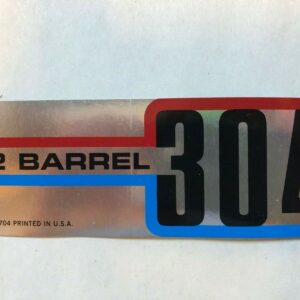 2 BARREL 304
704 PRINTED IN U.S.A.